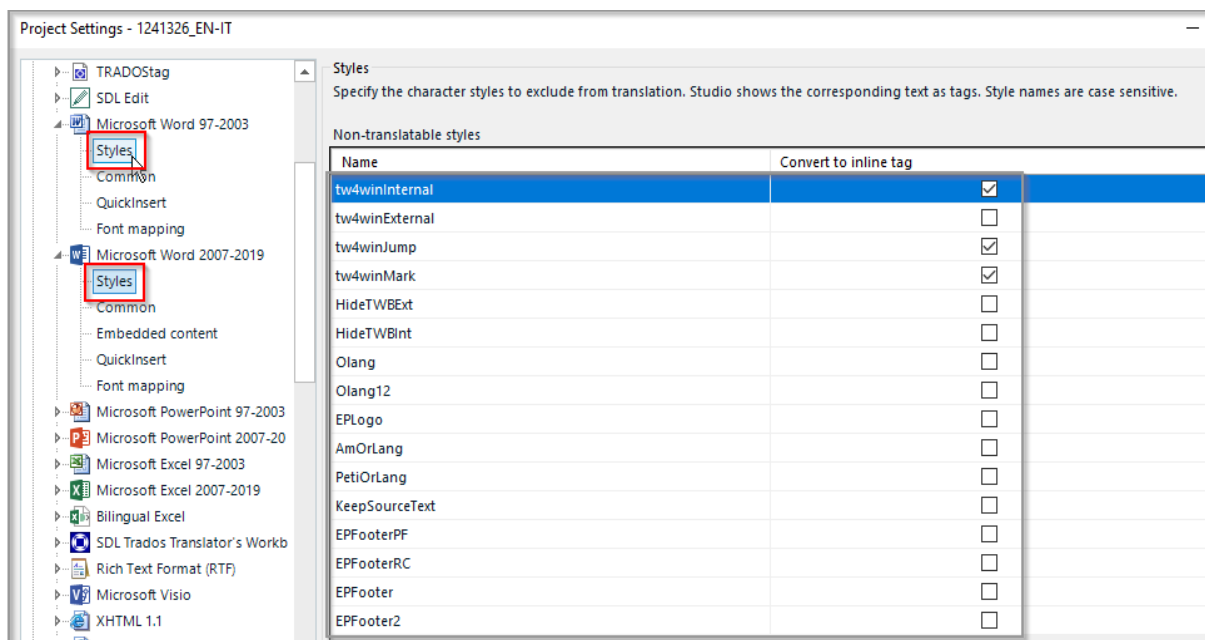 Project Settings - 1241326_EN-IT
TRADOStag
SDL Edit
Microsoft Word 97-2003
Styles
Common
QuickInsert
Font mapping
Microsoft Word 2007-2019
Styles
Common
Embedded content
QuickInsert
Font mapping
Microsoft PowerPoint 97-2003
Microsoft PowerPoint 2007-20
Microsoft Excel 97-2003
Microsoft Excel 2007-2019
Bilingual Excel
SDL Trados Translator's Workb
Rich Text Format (RTF)
Microsoft Visio
XHTML 1.1
Styles
Specify the character styles to exclude from translation. Studio shows the corresponding text as tags. Style names are case sensitive.
Non-translatable styles
Name Convert to inline tag
tw4winInternal
tw4winExternal
tw4winJump
tw4winMark
HideTWBExt
HideTWBInt
Olang
Olang12
EPLogo
AmOrLang
PetiOrLang
KeepSourceText
EPFooterPF
EPFooterRC
EPFooter
EPFooter2